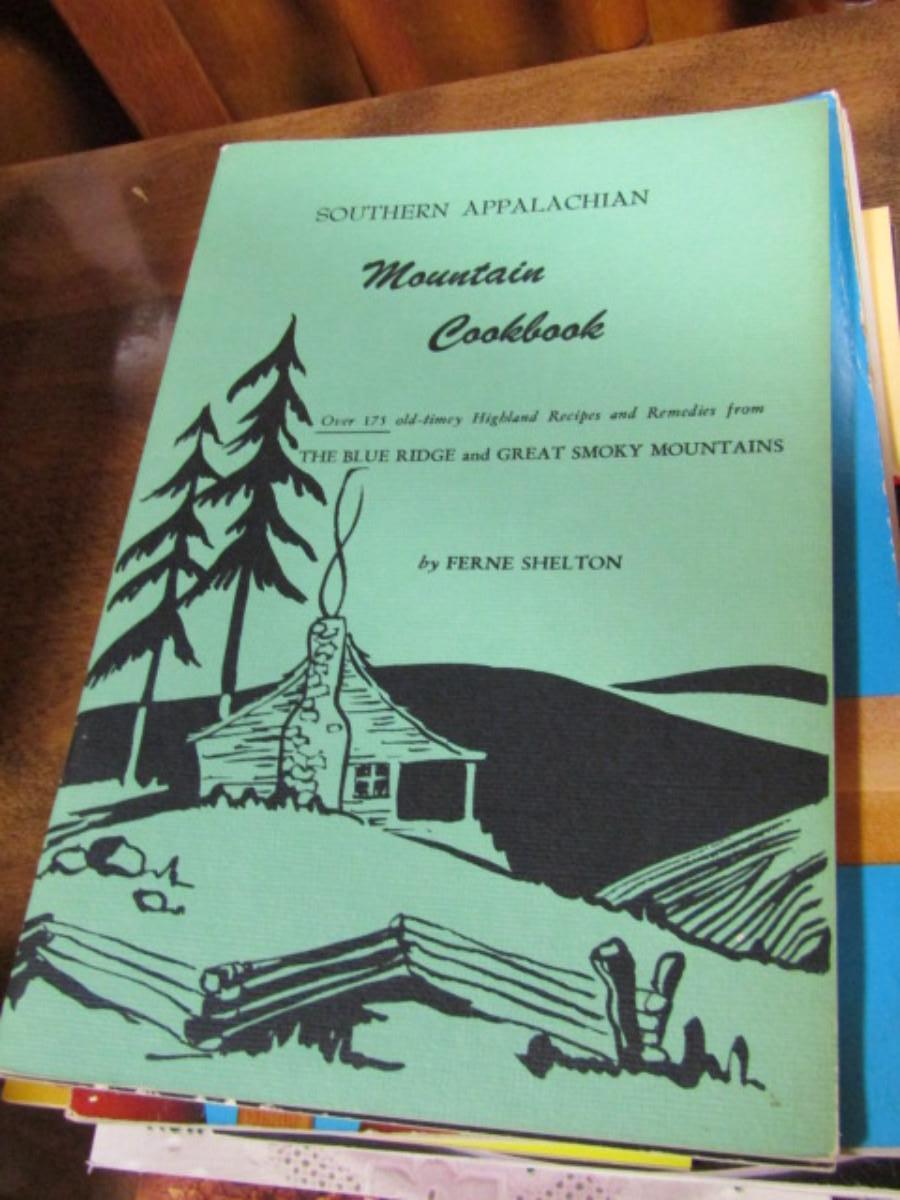 SOUTHERN APPALACHIAN
Mountain
Cookbook
Over 175 old-timey Highland Recipes and Remedies from
THE BLUE RIDGE and GREAT SMOKY MOUNTAINS
by FERNE SHELTON